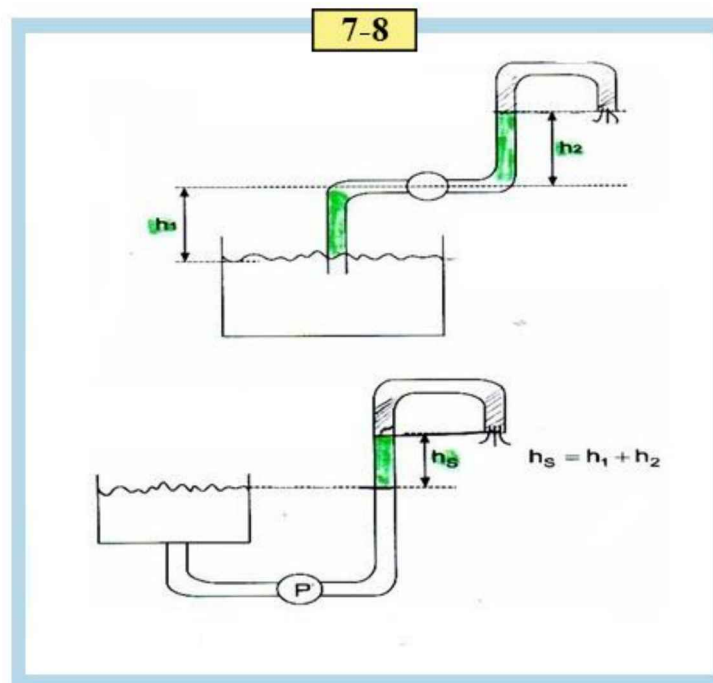 7-8
h₂
h₁
hₛ
hₛ = h₁ + h₂
P